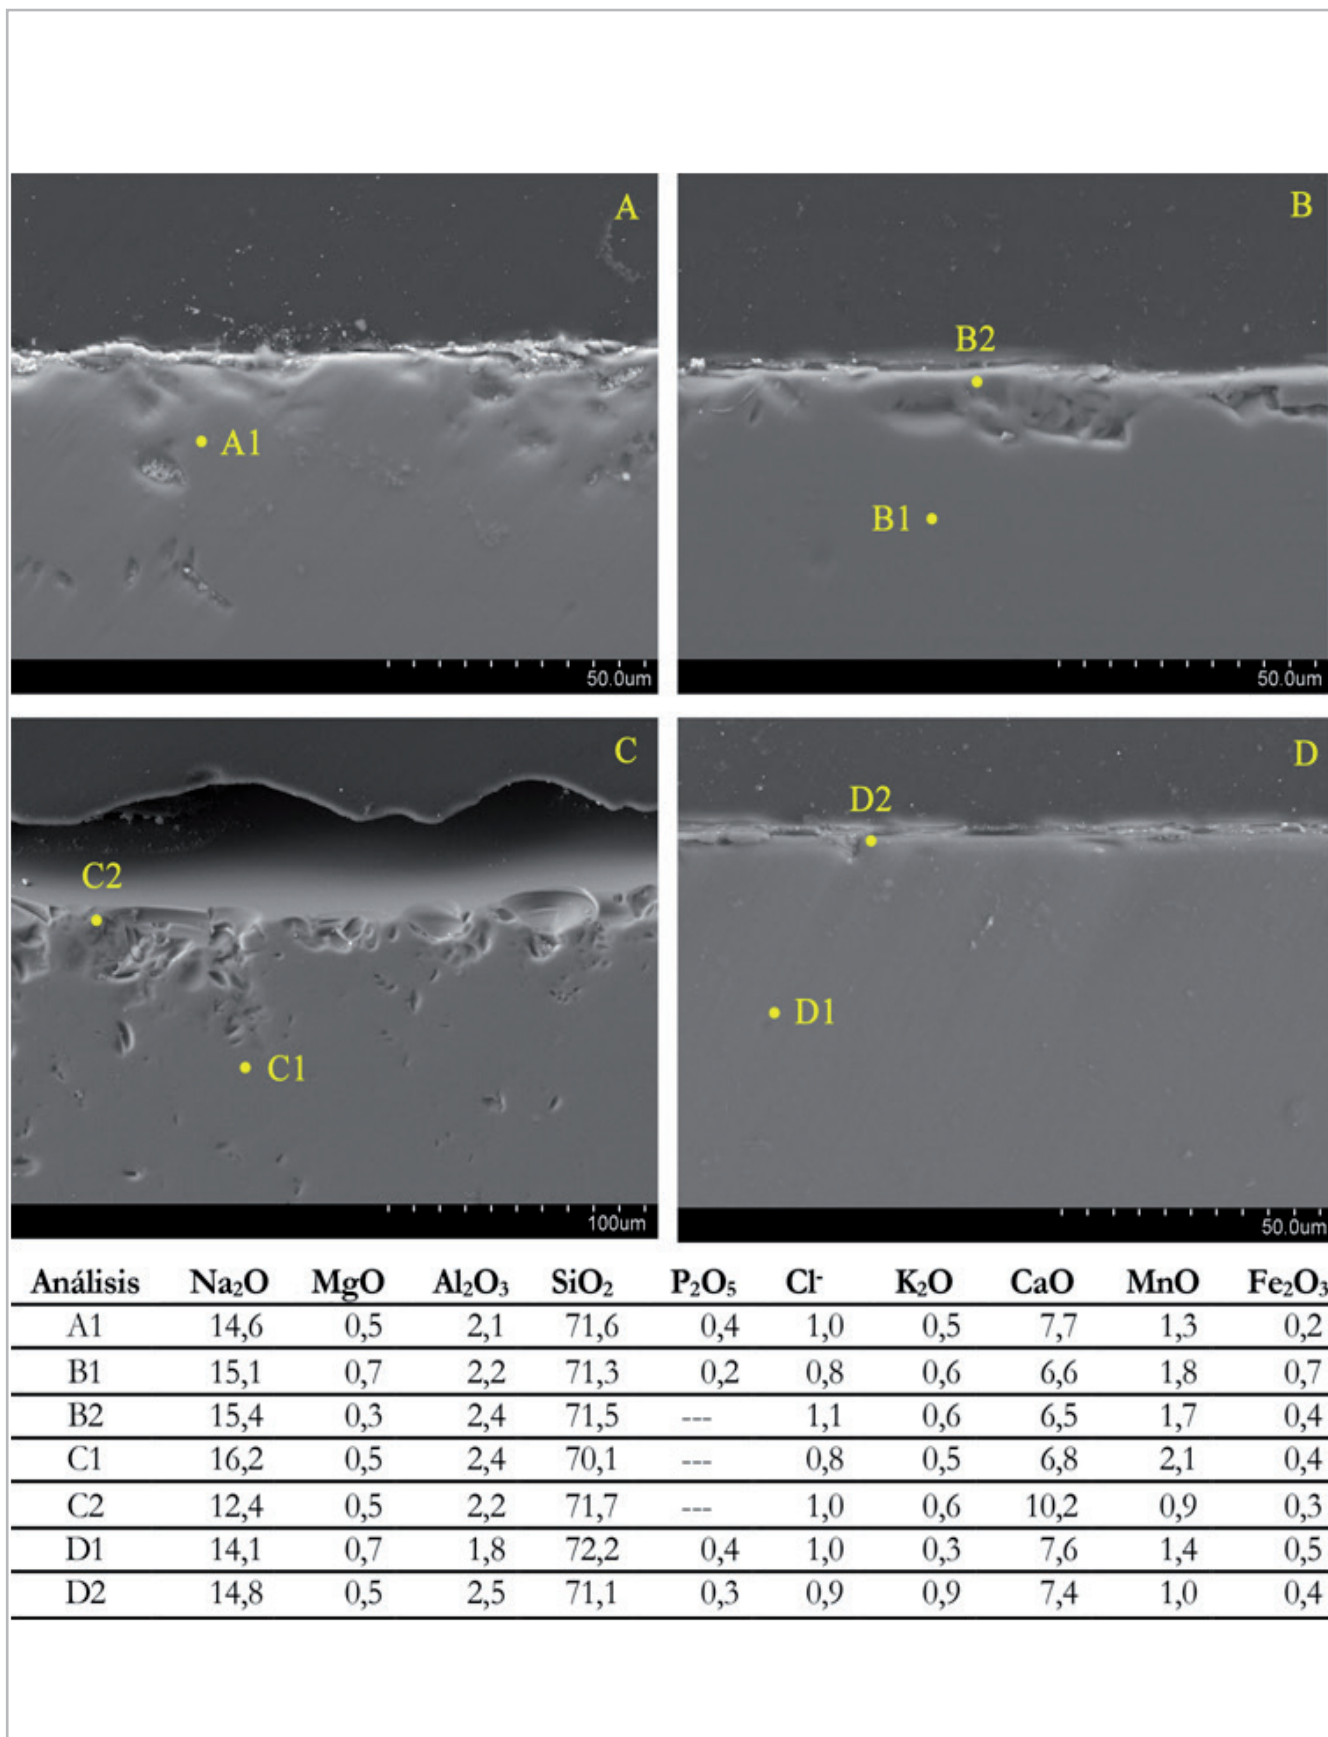 A
A1
50.0um
B
B2
B1
50.0um
C
C2
C1
100um
D
D2
D1
50.0um
Análisis Na₂O MgO Al₂O₃ SiO₂ P₂O₅ Cl⁻ K₂O CaO MnO Fe₂O₃
A1 14,6 0,5 2,1 71,6 0,4 1,0 0,5 7,7 1,3 0,2
B1 15,1 0,7 2,2 71,3 0,2 0,8 0,6 6,6 1,8 0,7
B2 15,4 0,3 2,4 71,5 --- 1,1 0,6 6,5 1,7 0,4
C1 16,2 0,5 2,4 70,1 --- 0,8 0,5 6,8 2,1 0,4
C2 12,4 0,5 2,2 71,7 --- 1,0 0,6 10,2 0,9 0,3
D1 14,1 0,7 1,8 72,2 0,4 1,0 0,3 7,6 1,4 0,5
D2 14,8 0,5 2,5 71,1 0,3 0,9 0,9 7,4 1,0 0,4